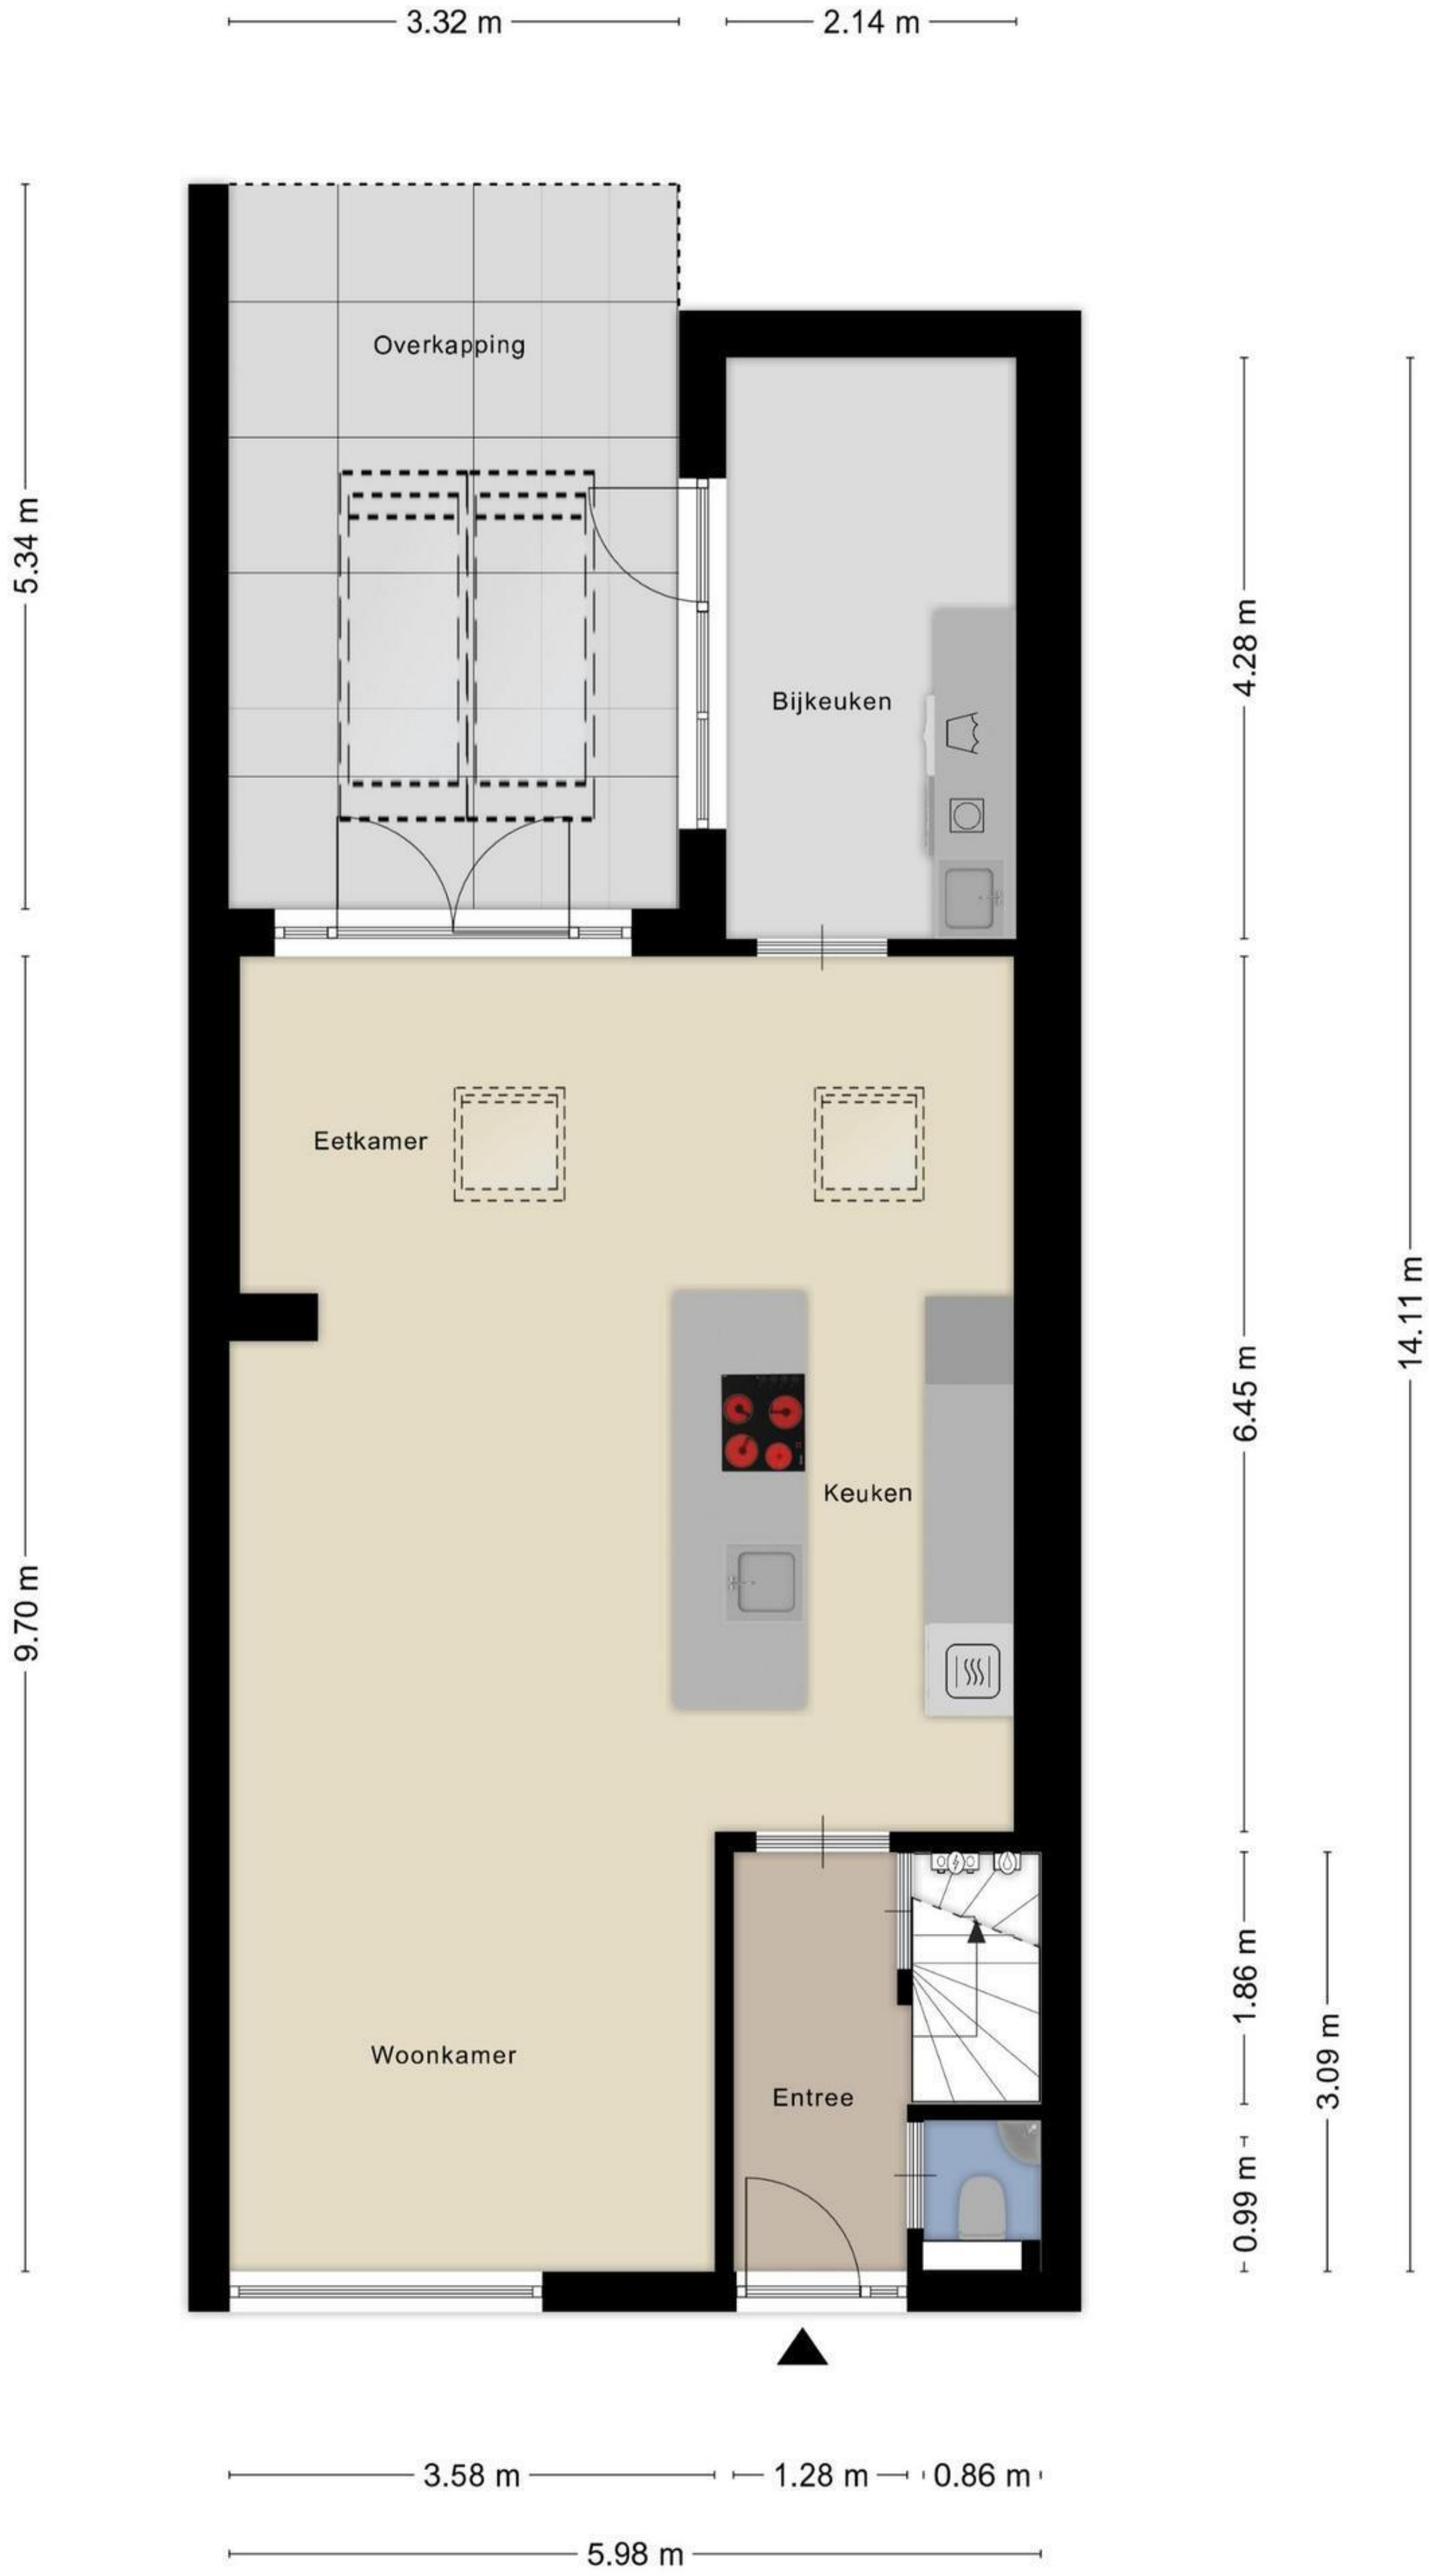 3.32 m
2.14 m
Overkapping
5.34 m
4.28 m
Bijkeuken
Eetkamer
14.11 m
6.45 m
Keuken
9.70 m
1.86 m
3.09 m
Woonkamer
Entree
0.99 m
3.58 m
1.28 m
0.86 m
5.98 m